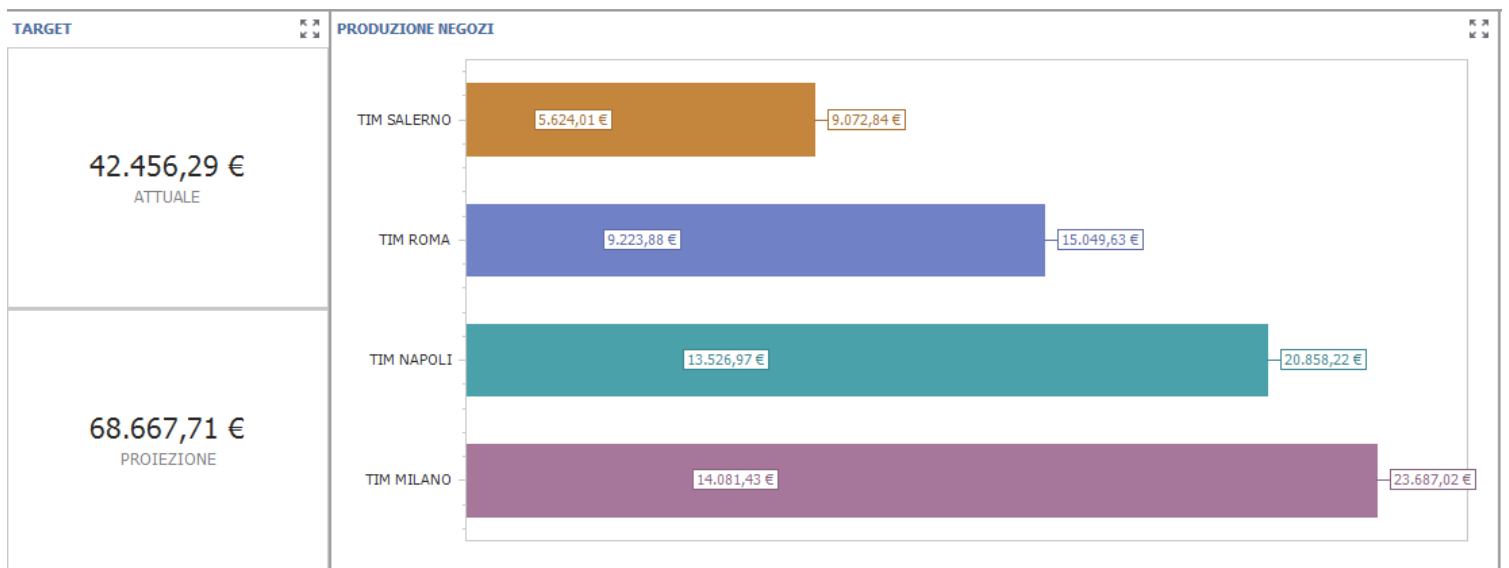 TARGET
42.456,29 €
ATTUALE
68.667,71 €
PROIEZIONE
PRODUZIONE NEGOZI
TIM SALERNO 5.624,01 € 9.072,84 €
TIM ROMA 9.223,88 € 15.049,63 €
TIM NAPOLI 13.526,97 € 20.858,22 €
TIM MILANO 14.081,43 € 23.687,02 €